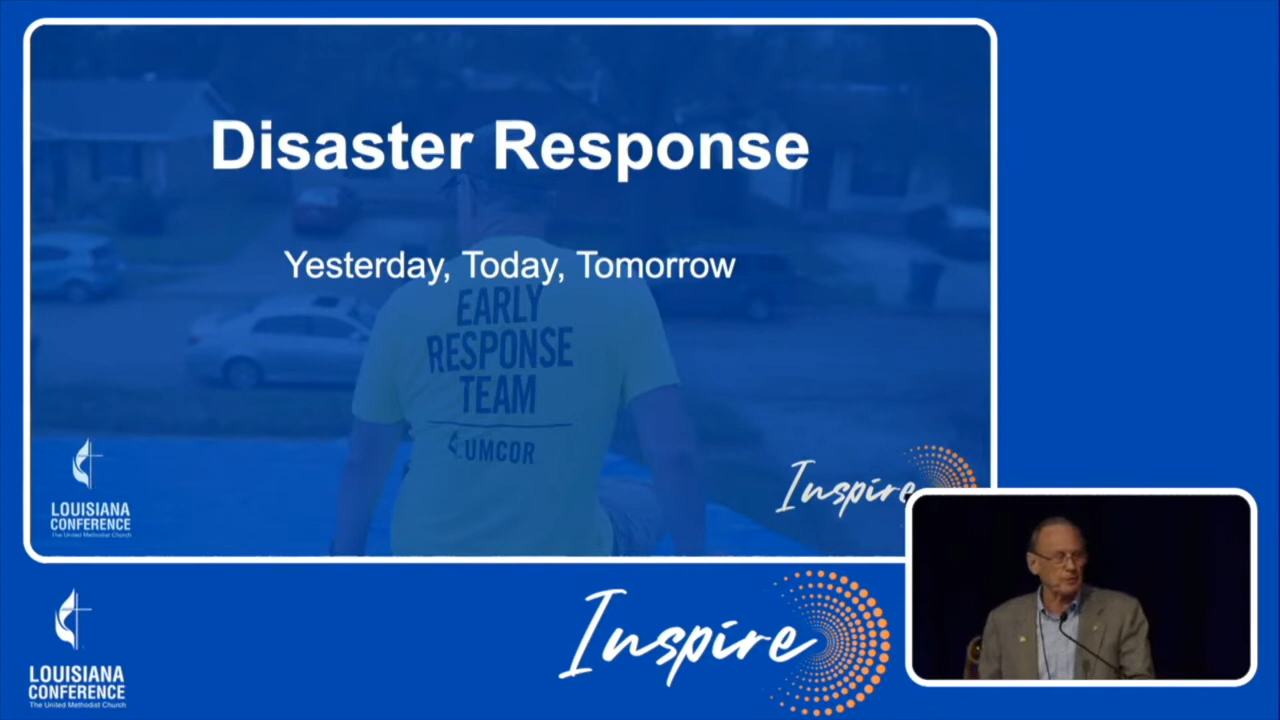 Disaster Response
Yesterday, Today, Tomorrow
EARLY
RESPONSE
TEAM
UMCOR
LOUISIANA
CONFERENCE
The United Methodist Church
Inspire
LOUISIANA
CONFERENCE
The United Methodist Church
Inspire